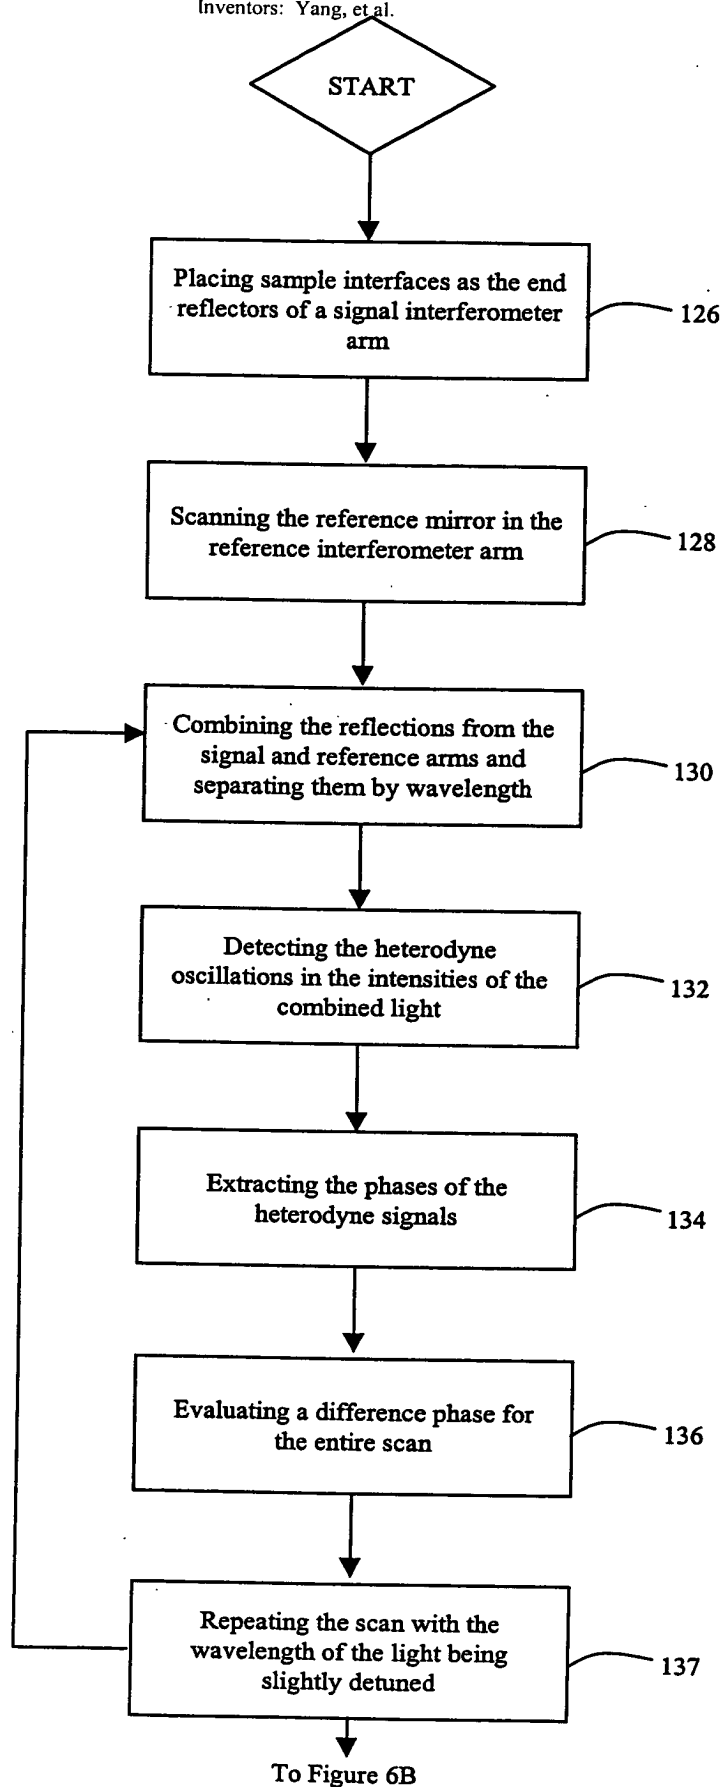 Inventors: Yang, et al.
START
Placing sample interfaces as the end
reflectors of a signal interferometer
arm
126
Scanning the reference mirror in the
reference interferometer arm
128
Combining the reflections from the
signal and reference arms and
separating them by wavelength
130
Detecting the heterodyne
oscillations in the intensities of the
combined light
132
Extracting the phases of the
heterodyne signals
134
Evaluating a difference phase for
the entire scan
136
Repeating the scan with the
wavelength of the light being
slightly detuned
137
To Figure 6B